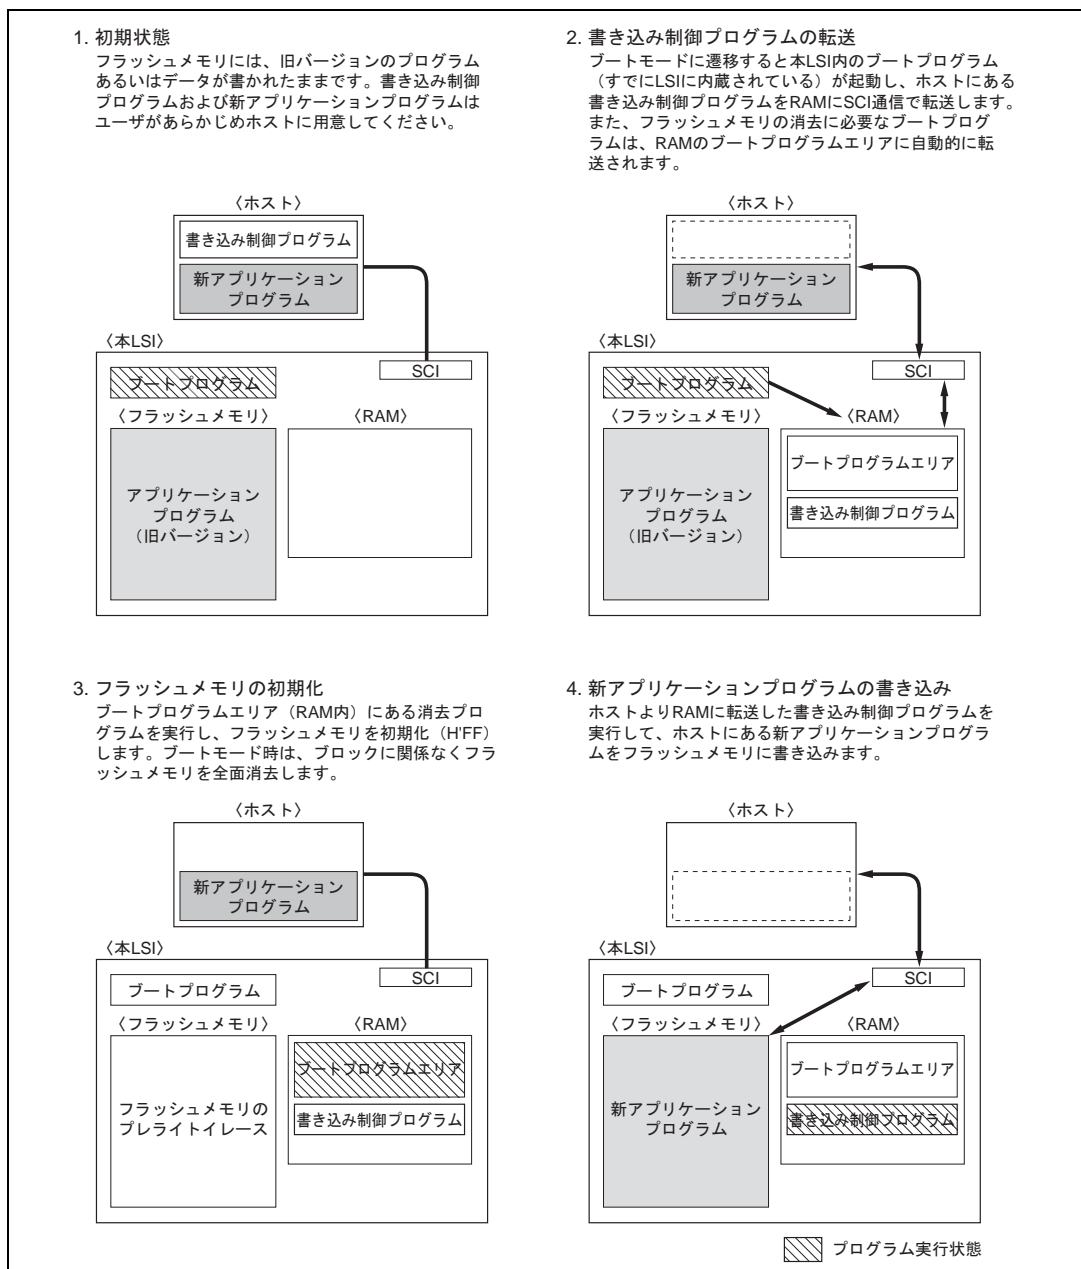 1. 初期状態
フラッシュメモリには、旧バージョンのプログラム
あるいはデータが書かれたままです。書き込み制御
プログラムおよび新アプリケーションプログラムは
ユーザがあらかじめホストに用意してください。
〈ホスト〉
書き込み制御プログラム
新アプリケーション
プログラム
〈本LSI〉
ブートプログラム
SCI
〈フラッシュメモリ〉
〈RAM〉
アプリケーション
プログラム
（旧バージョン）
2. 書き込み制御プログラムの転送
ブートモードに遷移すると本LSI内のブートプログラム
（すでにLSIに内蔵されている）が起動し、ホストにある
書き込み制御プログラムをRAMにSCI通信で転送します。
また、フラッシュメモリの消去に必要なブートプログ
ラムは、RAMのブートプログラムエリアに自動的に転
送されます。
〈ホスト〉
新アプリケーション
プログラム
〈本LSI〉
ブートプログラム
SCI
〈フラッシュメモリ〉
〈RAM〉
アプリケーション
プログラム
（旧バージョン）
ブートプログラムエリア
書き込み制御プログラム
3. フラッシュメモリの初期化
ブートプログラムエリア（RAM内）にある消去プロ
グラムを実行し、フラッシュメモリを初期化（H'FF）
します。ブートモード時は、ブロックに関係なくフラ
ッシュメモリを全面消去します。
〈ホスト〉
新アプリケーション
プログラム
〈本LSI〉
ブートプログラム
SCI
〈フラッシュメモリ〉
〈RAM〉
フラッシュメモリの
プレライトイレース
ブートプログラムエリア
書き込み制御プログラム
4. 新アプリケーションプログラムの書き込み
ホストよりRAMに転送した書き込み制御プログラムを
実行して、ホストにある新アプリケーションプログラ
ムをフラッシュメモリに書き込みます。
〈ホスト〉
〈本LSI〉
ブートプログラム
SCI
〈フラッシュメモリ〉
〈RAM〉
新アプリケーション
プログラム
ブートプログラムエリア
書き込み制御プログラム
プログラム実行状態